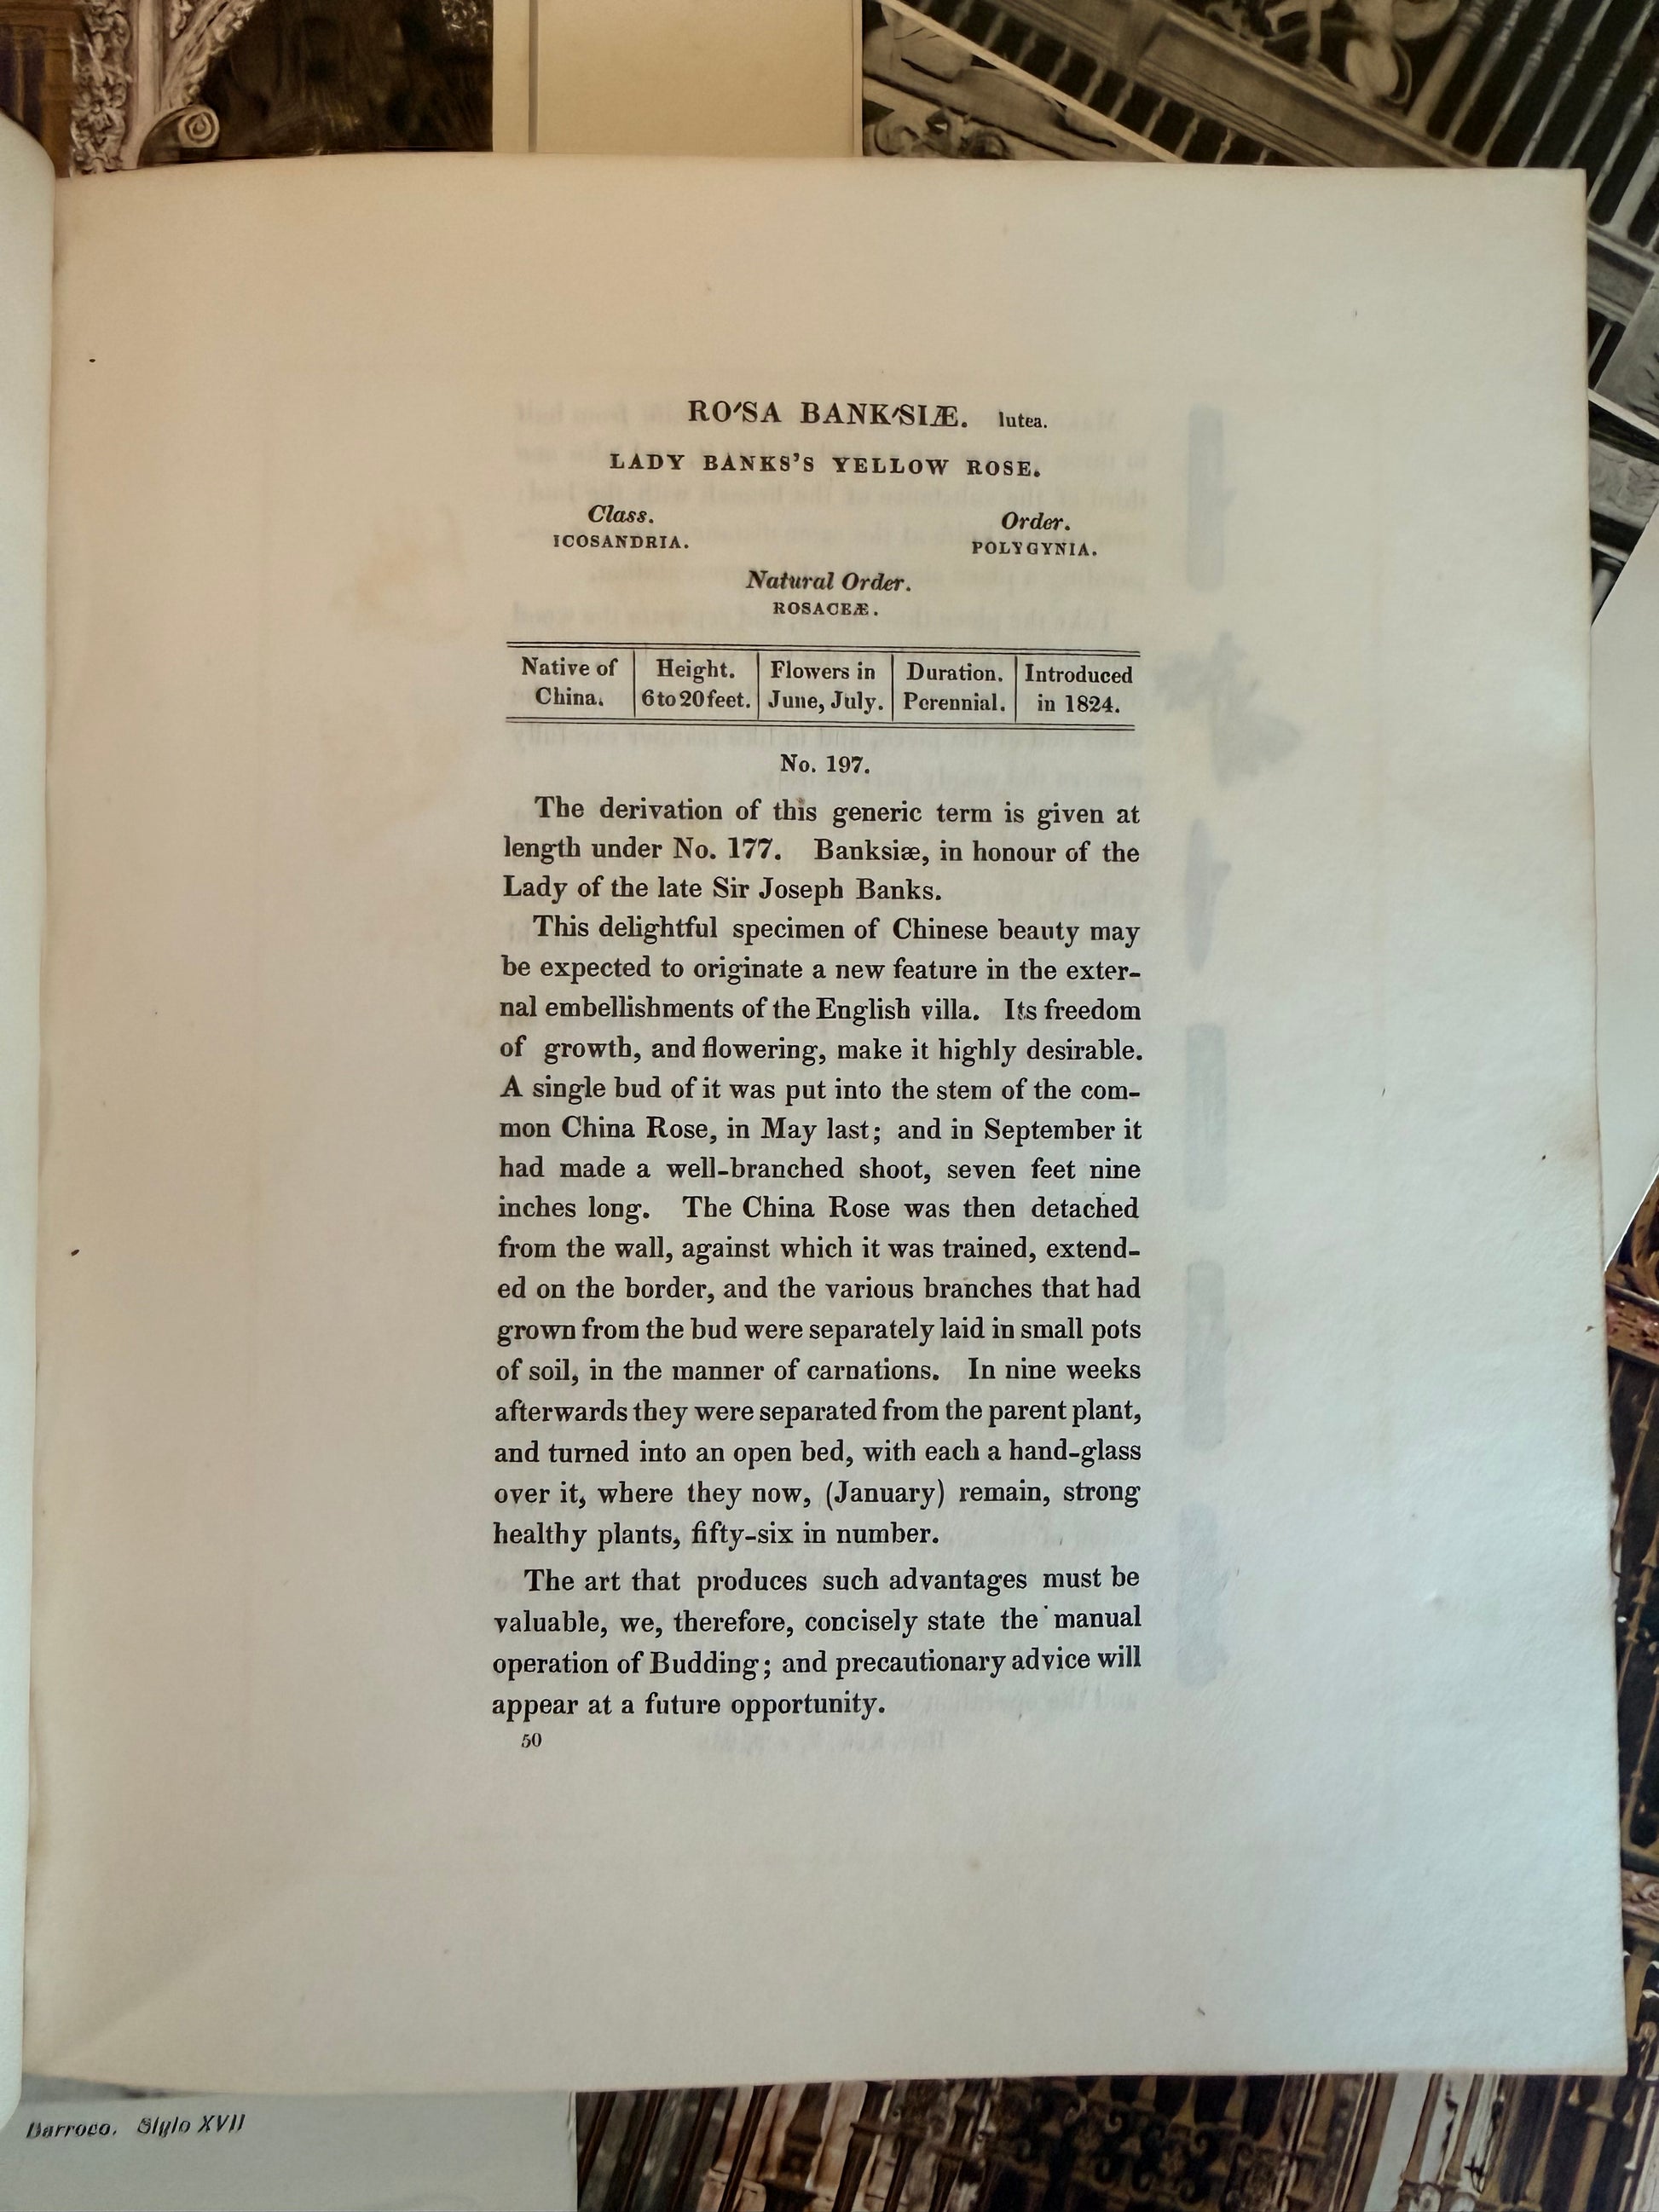 RO'SA BANK'SIÆ. lutea.
LADY BANKS'S YELLOW ROSE.
Class. Order.
ICOSANDRIA. POLYGYNIA.
Natural Order.
ROSACEÆ.
Native of Height. Flowers in Duration. Introduced
China. 6 to 20 feet. June, July. Perennial. in 1824.
No. 197.
The derivation of this generic term is given at
length under No. 177. Banksiæ, in honour of the
Lady of the late Sir Joseph Banks.
This delightful specimen of Chinese beauty may
be expected to originate a new feature in the exter-
nal embellishments of the English villa. Its freedom
of growth, and flowering, make it highly desirable.
A single bud of it was put into the stem of the com-
mon China Rose, in May last; and in September it
had made a well-branched shoot, seven feet nine
inches long. The China Rose was then detached
from the wall, against which it was trained, extend-
ed on the border, and the various branches that had
grown from the bud were separately laid in small pots
of soil, in the manner of carnations. In nine weeks
afterwards they were separated from the parent plant,
and turned into an open bed, with each a hand-glass
over it, where they now, (January) remain, strong
healthy plants, fifty-six in number.
The art that produces such advantages must be
valuable, we, therefore, concisely state the manual
operation of Budding; and precautionary advice will
appear at a future opportunity.
50
Barroco. Siglo XVII